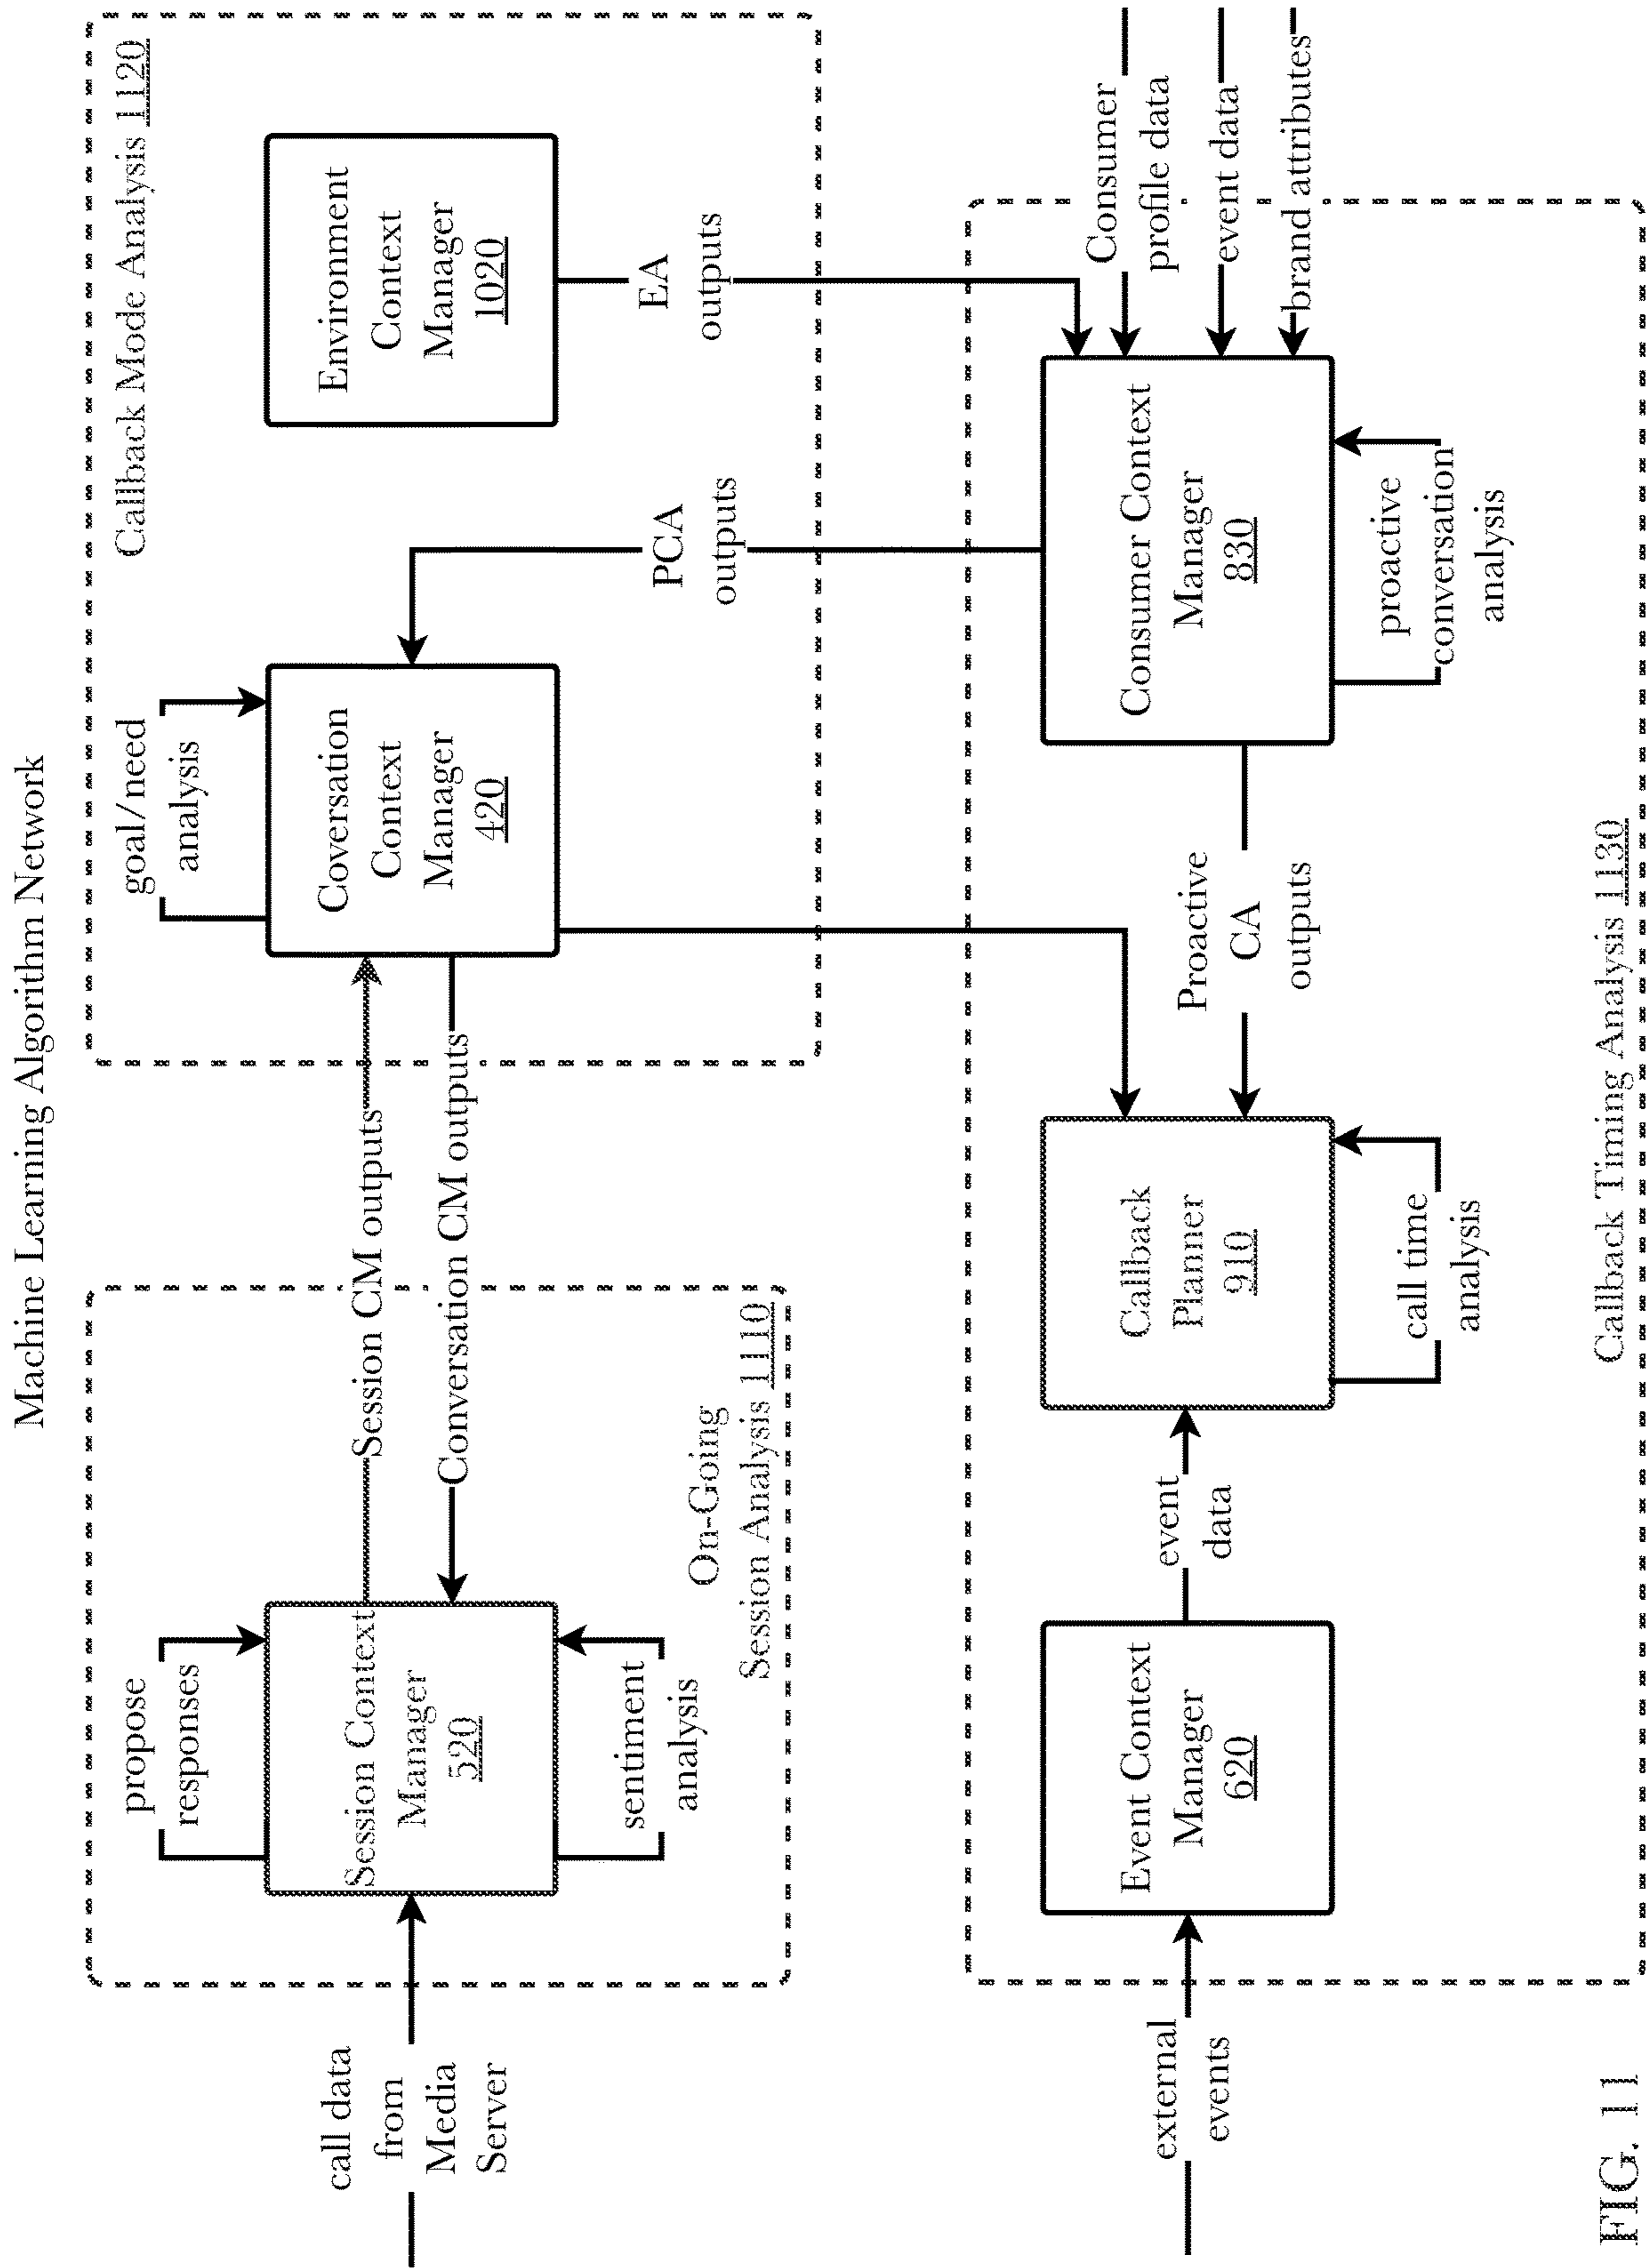 Machine Learning Algorithm Network
propose
responses
call data
from
Media
Server
Session Context
Manager
520
sentiment
analysis
On-Going
Session Analysis 1110
Session CM outputs
Conversation CM outputs
goal/need
analysis
Coversation
Context
Manager
420
PCA
outputs
Callback Mode Analysis 1120
Environment
Context
Manager
1020
EA
outputs
external
events
Event Context
Manager
620
event
data
Callback
Planner
910
call time
analysis
Proactive
CA
outputs
Consumer Context
Manager
830
proactive
conversation
analysis
Consumer
profile data
event data
brand attributes
Callback Timing Analysis 1130
FIG. 11